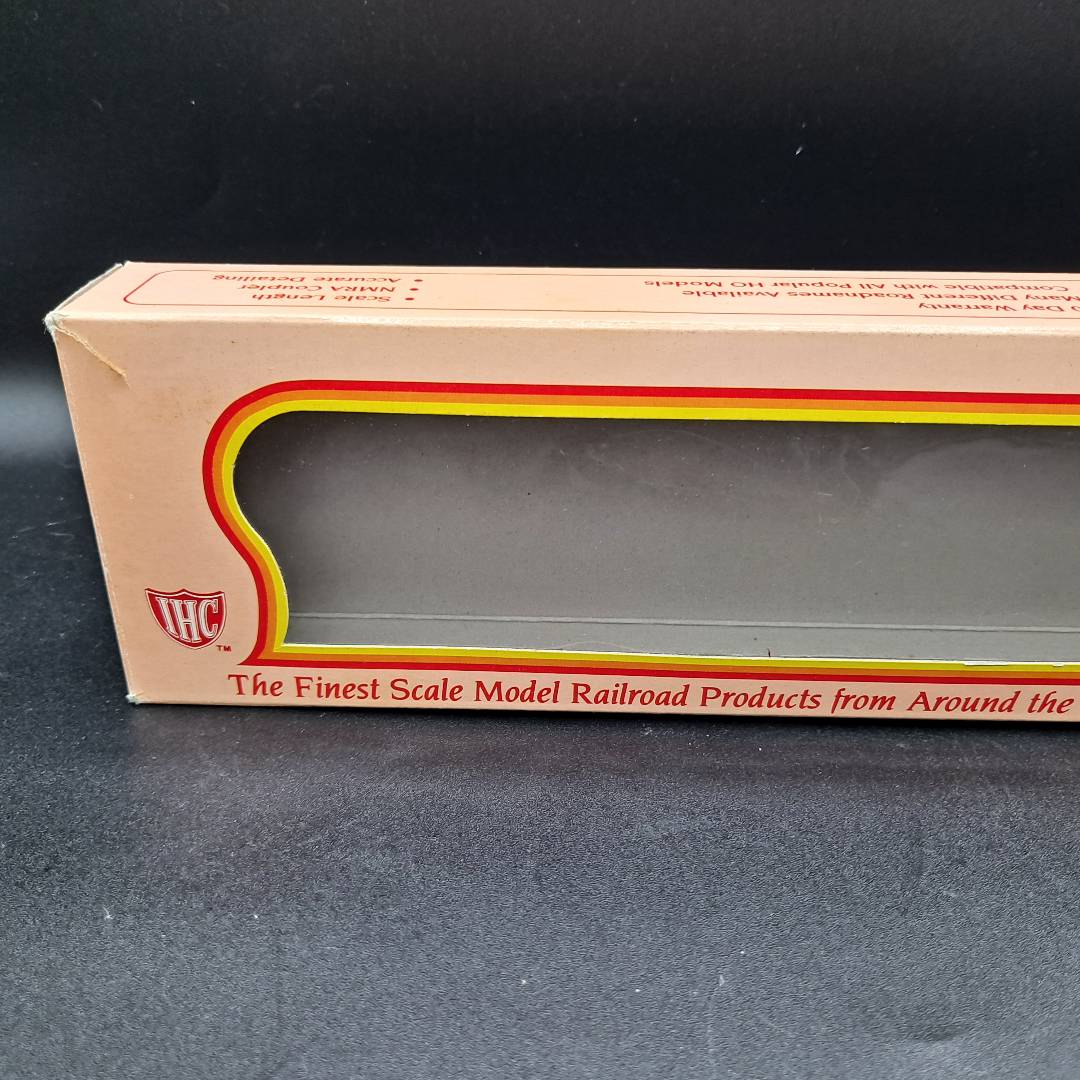 • Scale Length
• NMRA Coupler
• Accurate Detailing
Day Warranty
Many Different Roadnames Available
Compatible with All Popular HO Models
IHC
TM
The Finest Scale Model Railroad Products from Around the